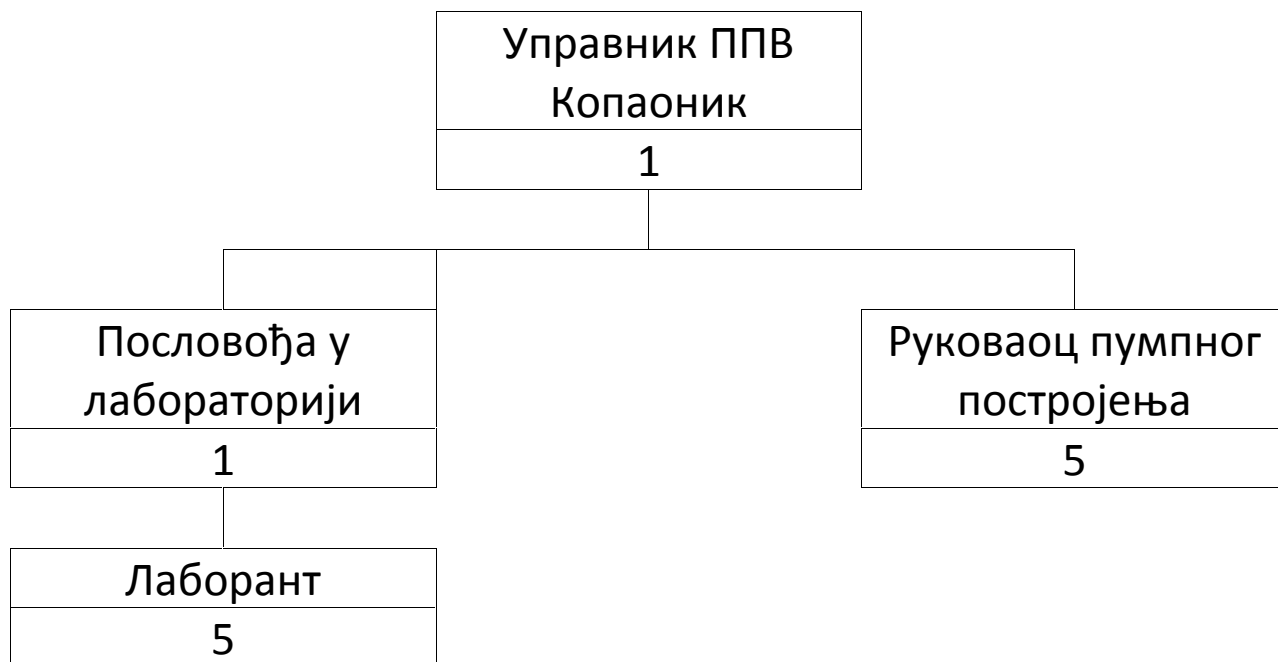 Управник ППВ
Копаоник
1
Пословођа у
лабораторији
1
Руковаоц пумпног
постројења
5
Лаборант
5